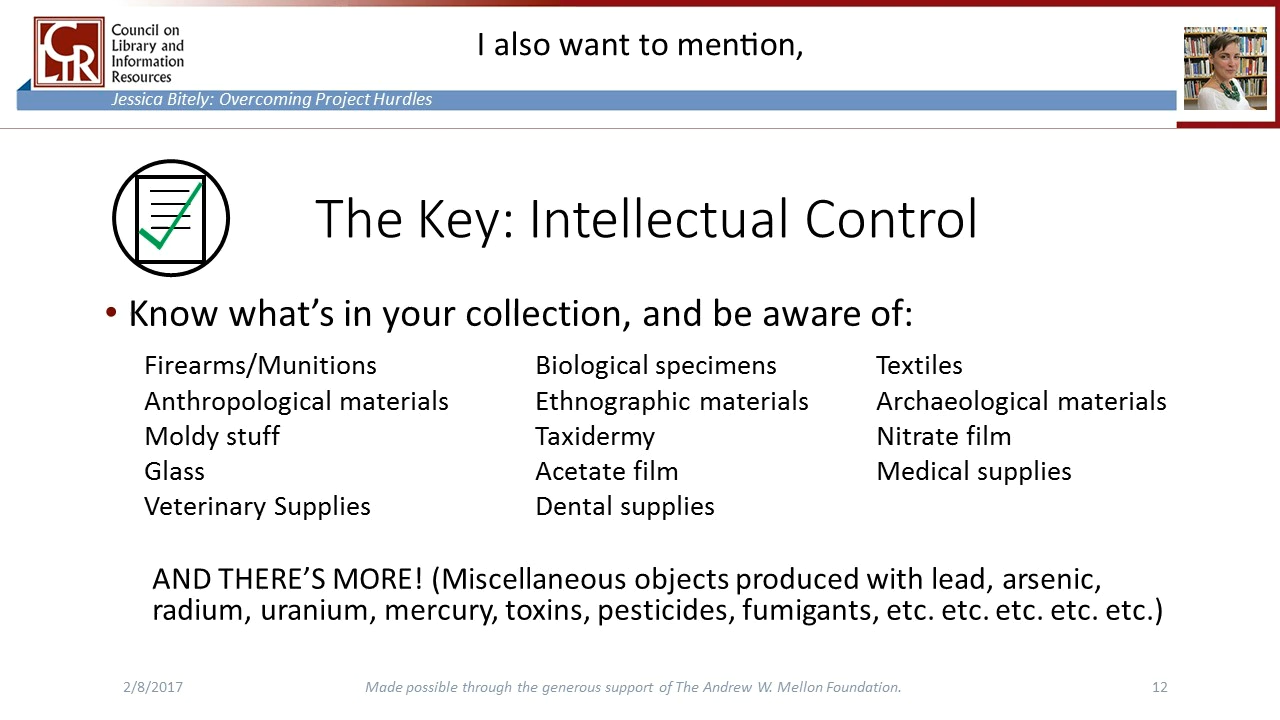 CLIR
Council on
Library and
Information
Resources
I also want to mention,
Jessica Bitely: Overcoming Project Hurdles
The Key: Intellectual Control
• Know what’s in your collection, and be aware of:
Firearms/Munitions Biological specimens Textiles
Anthropological materials Ethnographic materials Archaeological materials
Moldy stuff Taxidermy Nitrate film
Glass Acetate film Medical supplies
Veterinary Supplies Dental supplies
AND THERE’S MORE! (Miscellaneous objects produced with lead, arsenic,
radium, uranium, mercury, toxins, pesticides, fumigants, etc. etc. etc. etc. etc.)
2/8/2017 Made possible through the generous support of The Andrew W. Mellon Foundation. 12